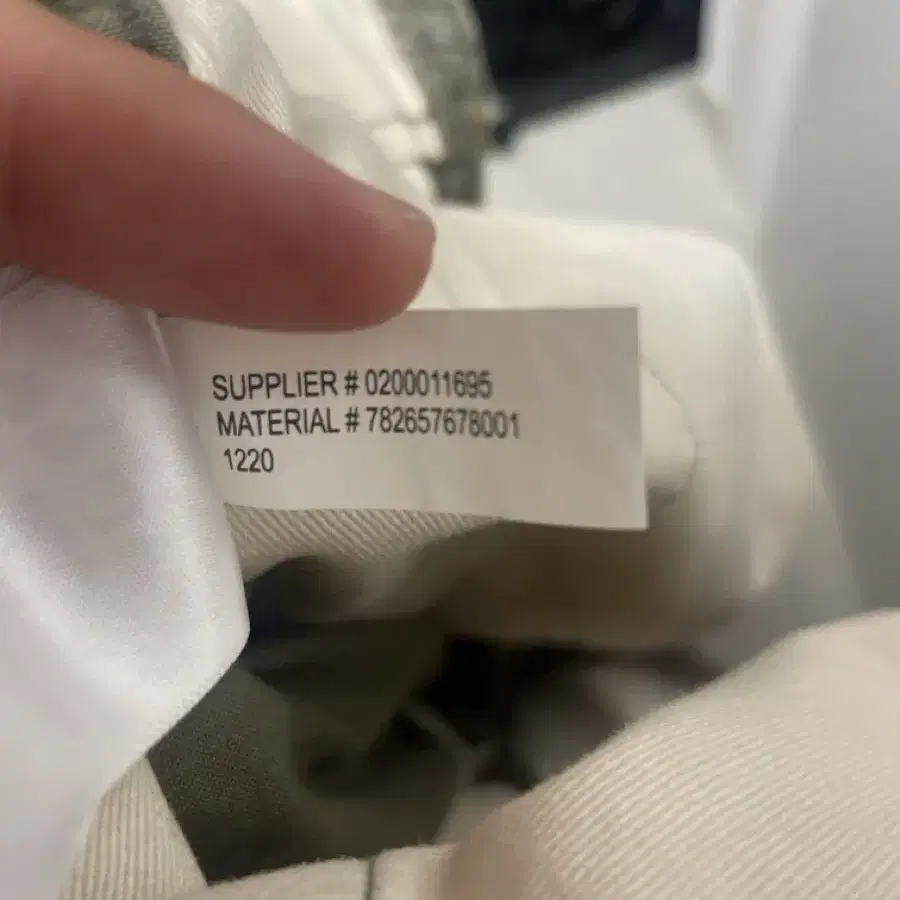 SUPPLIER # 0200011695
MATERIAL # 782657678001
1220